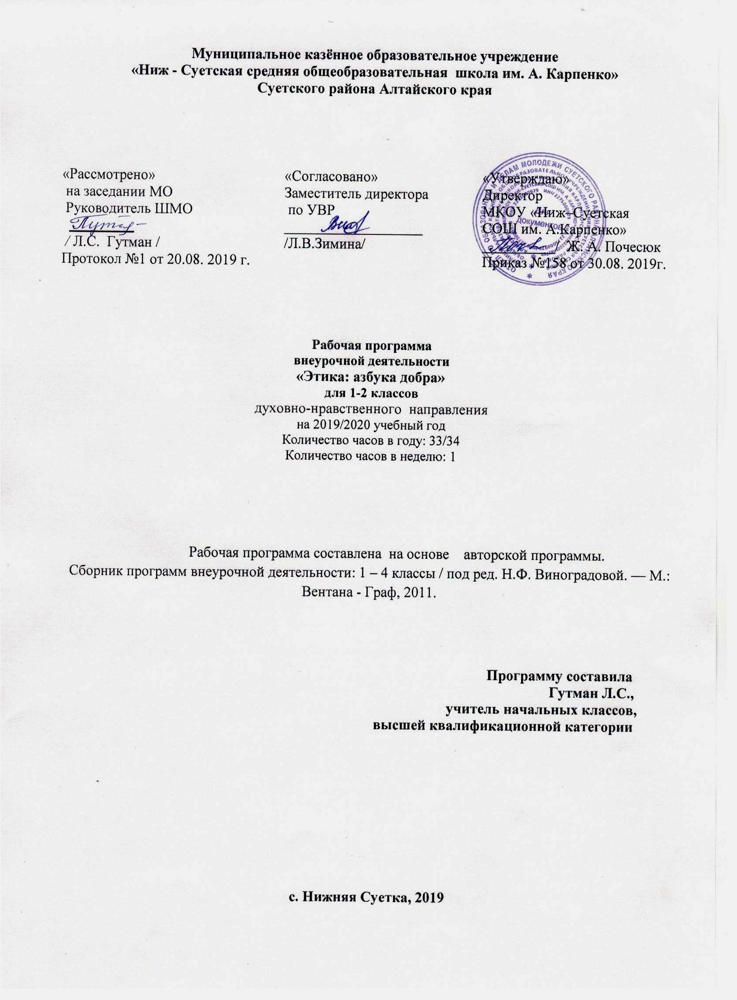 Муниципальное казённое образовательное учреждение
«Ниж - Суетская средняя общеобразовательная школа им. А. Карпенко»
Суетского района Алтайского края
«Рассмотрено»
на заседании МО
Руководитель ШМО
/ Л.С. Гутман /
Протокол №1 от 20.08. 2019 г.
«Согласовано»
Заместитель директора
по УВР
/Л.В.Зимина/
«Утверждаю»
Директор
МКОУ «Ниж–Суетская
СОШ им. А.Карпенко»
/ Ж. А. Почесюк
Приказ №158 от 30.08. 2019г.
документов
Рабочая программа
внеурочной деятельности
«Этика: азбука добра»
для 1-2 классов
духовно-нравственного направления
на 2019/2020 учебный год
Количество часов в году: 33/34
Количество часов в неделю: 1
Рабочая программа составлена на основе авторской программы.
Сборник программ внеурочной деятельности: 1 – 4 классы / под ред. Н.Ф. Виноградовой. — М.:
Вентана - Граф, 2011.
Программу составила
Гутман Л.С.,
учитель начальных классов,
высшей квалификационной категории
с. Нижняя Суетка, 2019